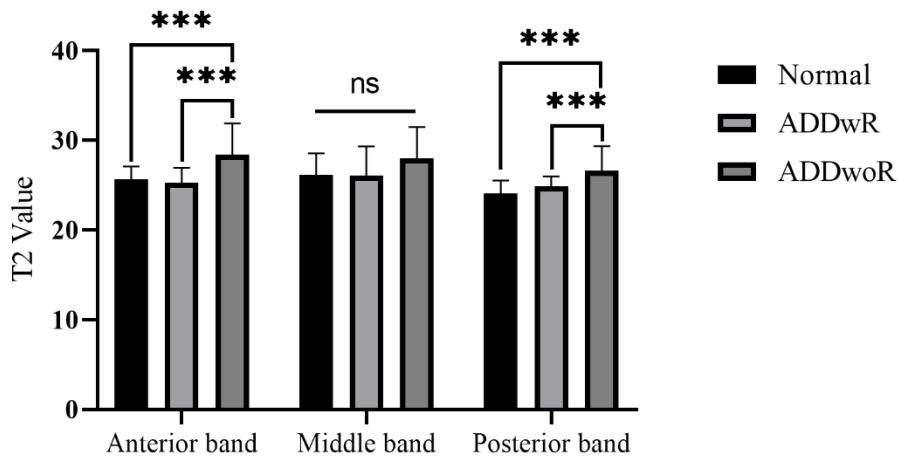 ***
***
***
***
ns
40
30
20
10
0
T2 Value
Anterior band
Middle band
Posterior band
Normal
ADDwR
ADDwoR